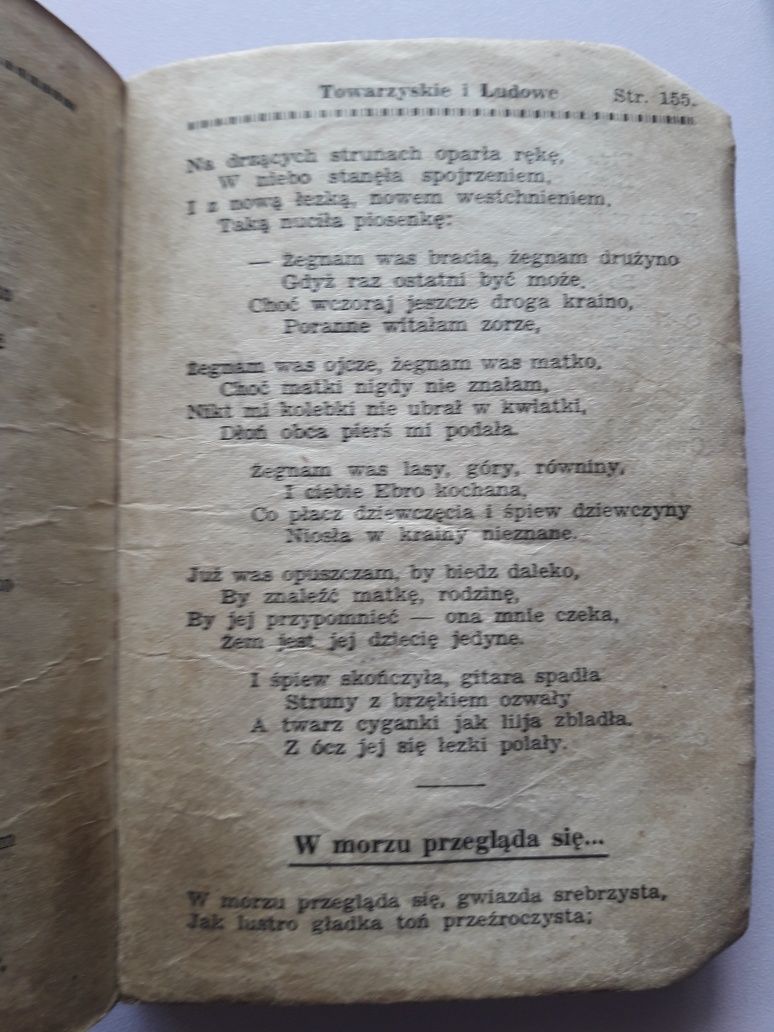 Towarzyskie i Ludowe Str. 155.
Na drżących strunach oparła rękę,
W niebo stanęła spojrzeniem,
I z nową łezką, nowem westchnieniem,
Taką nuciła piosenkę:
— Żegnam was bracia, żegnam drużyno
Gdyż raz ostatni być może,
Choć wczoraj jeszcze droga kraino,
Poranne witałam zorze,
Żegnam was ojcze, żegnam was matko,
Choć matki nigdy nie znałam,
Nikt mi kolebki nie ubrał w kwiatki,
Dłoń obca pierś mi podała.
Żegnam was lasy, góry, równiny,
I ciebie Ebro kochana,
Co płacz dziewczęcia i śpiew dziewczyny
Niosła w krainy nieznane.
Już was opuszczam, by biedz daleko,
By znaleźć matkę, rodzinę,
By jej przypomnieć — ona mnie czeka,
Żem jest jej dziecię jedyne.
I śpiew skończyła, gitara spadła
Struny z brzękiem ozwały
A twarz cyganki jak lilja zbladła.
Z ócz jej się łezki polały.
W morzu przegląda się...
W morzu przegląda się, gwiazda srebrzysta,
Jak lustro gładka toń przeźroczysta;